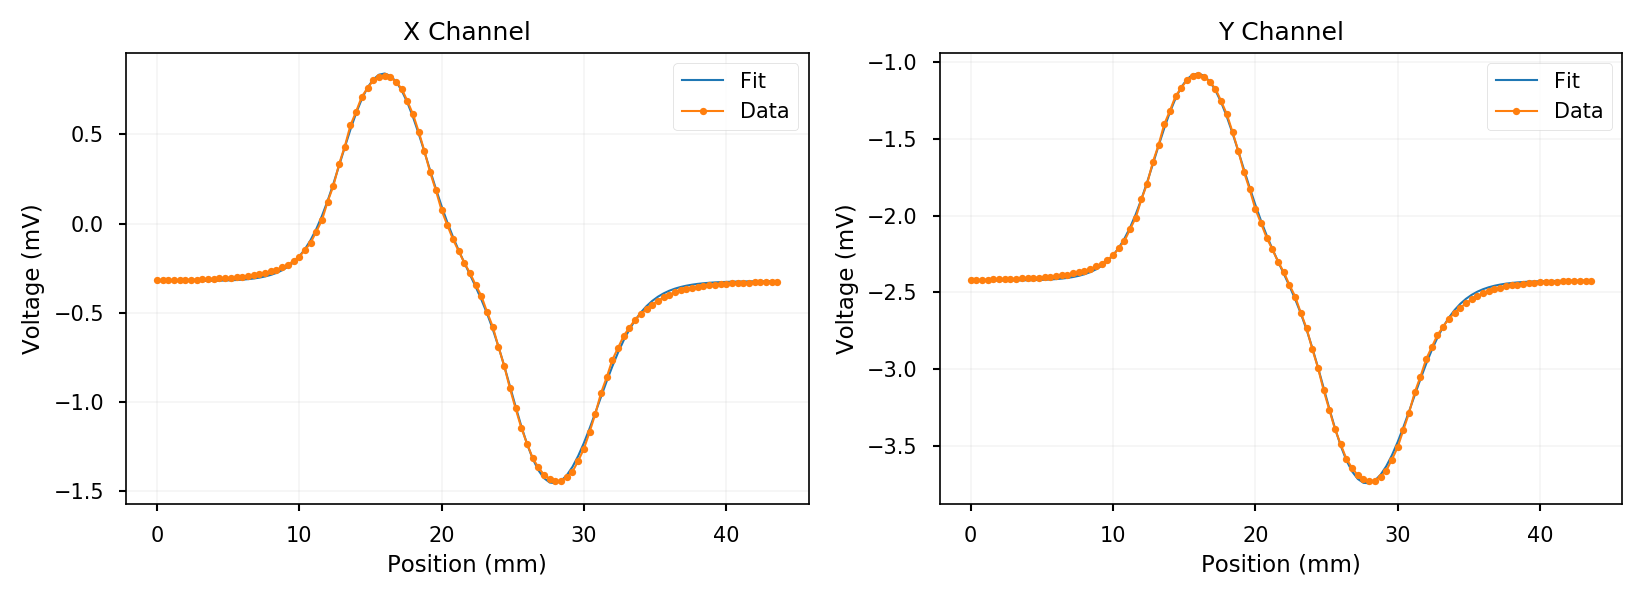 X Channel
Voltage (mV)
0.5
0.0
−0.5
−1.0
−1.5
Fit
Data
0 10 20 30 40
Position (mm)
Y Channel
Voltage (mV)
−1.0
−1.5
−2.0
−2.5
−3.0
−3.5
Fit
Data
0 10 20 30 40
Position (mm)